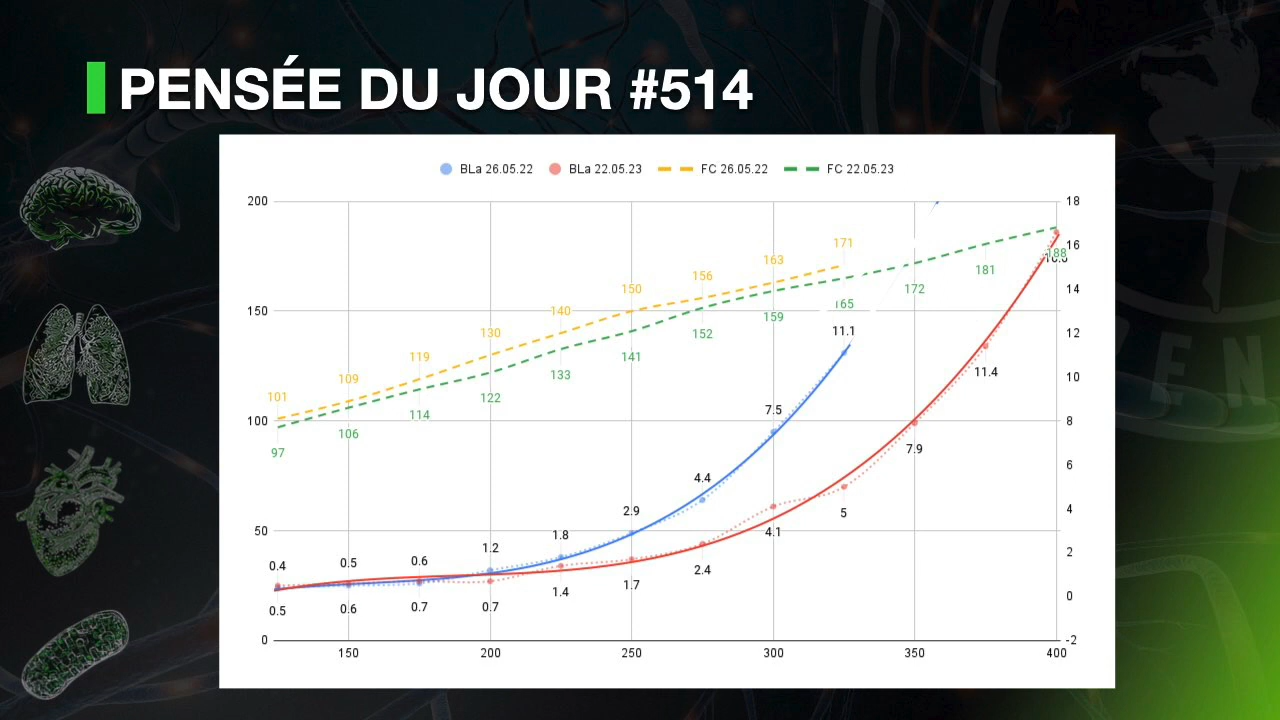 PENSÉE DU JOUR #514
BLa 26.05.22 BLa 22.05.23 FC 26.05.22 FC 22.05.23
200 18
171
188 16
163
156 181 14
150 172
150 140 165 11.1 12
159
130 152
119 141 11.4 10
109 133
101 122 7.5
100 114 8
106 7.9
97
4.4 6
2.9 5 4
50 1.8 4.1
1.2 2
0.4 0.5 0.6 2.4
1.4 1.7 0
0.5 0.6 0.7 0.7
0 -2
150 200 250 300 350 400
VEN